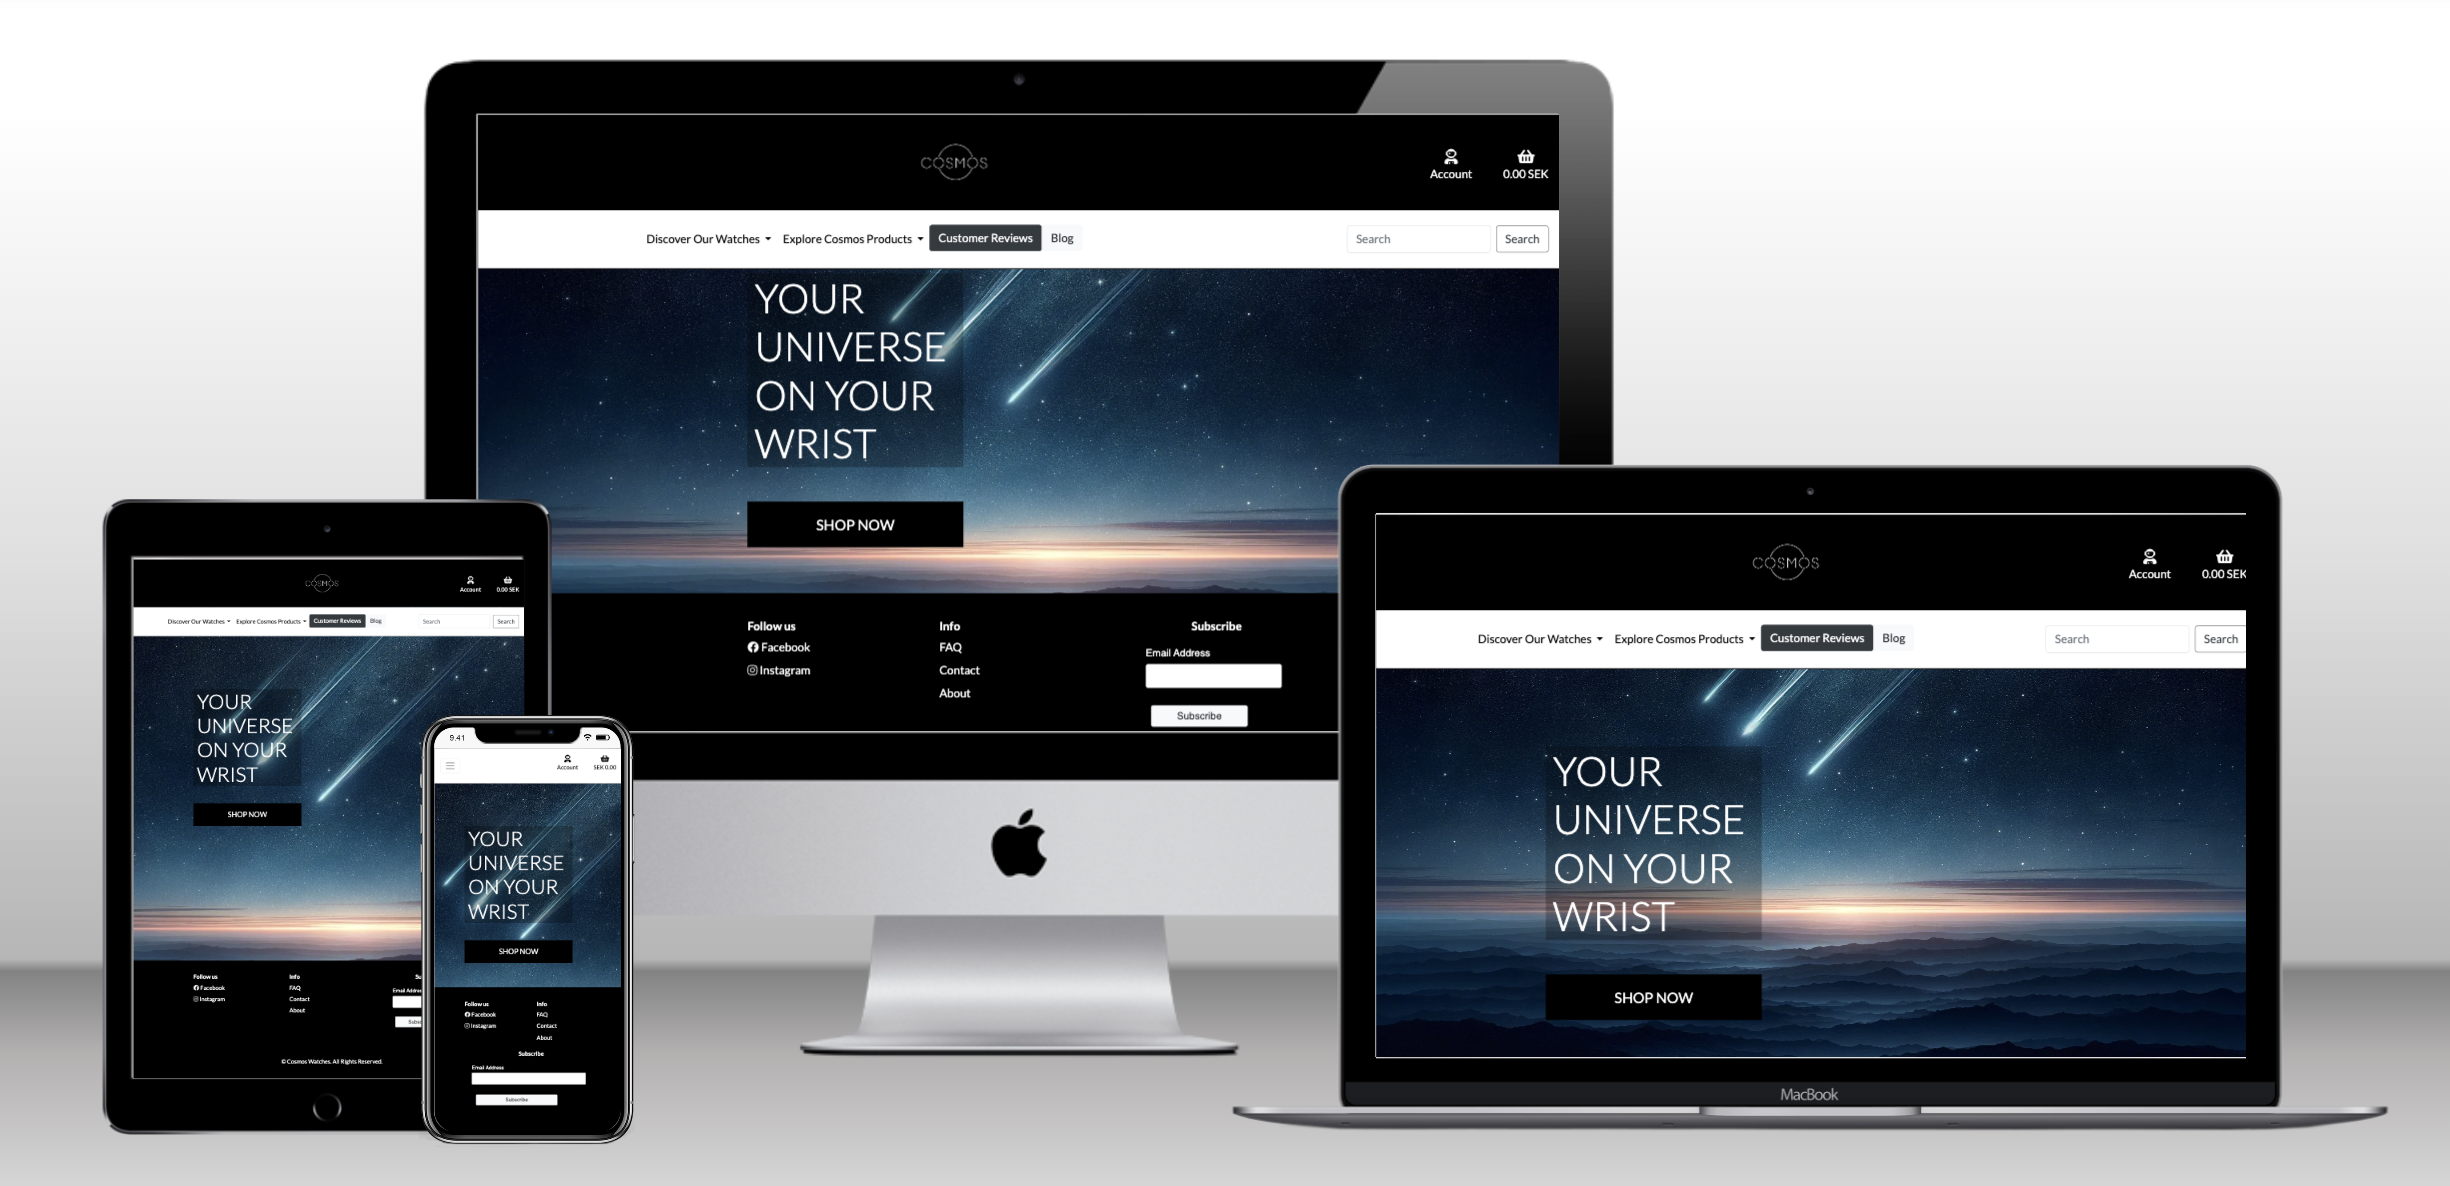 COSMOS
Account
0.00 SEK
Discover Our Watches
Explore Cosmos Products
Customer Reviews
Blog
Search
Search
YOUR
UNIVERSE
ON YOUR
WRIST
SHOP NOW
Follow us
Facebook
Instagram
Info
FAQ
Contact
About
Subscribe
Email Address
Subscribe
COSMOS
Account
0.00 SEK
Discover Our Watches
Explore Cosmos Products
Customer Reviews
Blog
Search
Search
YOUR
UNIVERSE
ON YOUR
WRIST
SHOP NOW
Follow us
Facebook
Instagram
Info
FAQ
Contact
About
Su
Email Addre
Subsc
© Cosmos Watches. All Rights Reserved.
9:41
Account
SEK 0.00
YOUR
UNIVERSE
ON YOUR
WRIST
SHOP NOW
Follow us
Facebook
Instagram
Info
FAQ
Contact
About
Subscribe
Email Address
Subscribe
COSMOS
Account
0.00 SEK
Discover Our Watches
Explore Cosmos Products
Customer Reviews
Blog
Search
Search
YOUR
UNIVERSE
ON YOUR
WRIST
SHOP NOW
MacBook